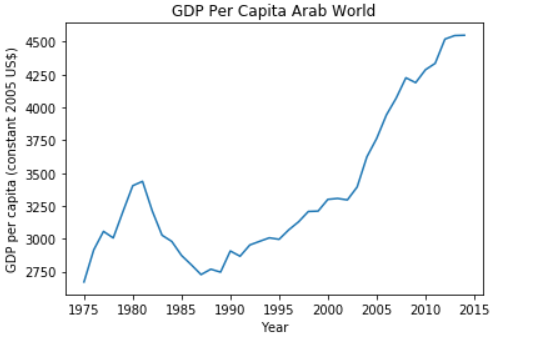 GDP Per Capita Arab World
GDP per capita (constant 2005 US$)
4500
4250
4000
3750
3500
3250
3000
2750
1975 1980 1985 1990 1995 2000 2005 2010 2015
Year